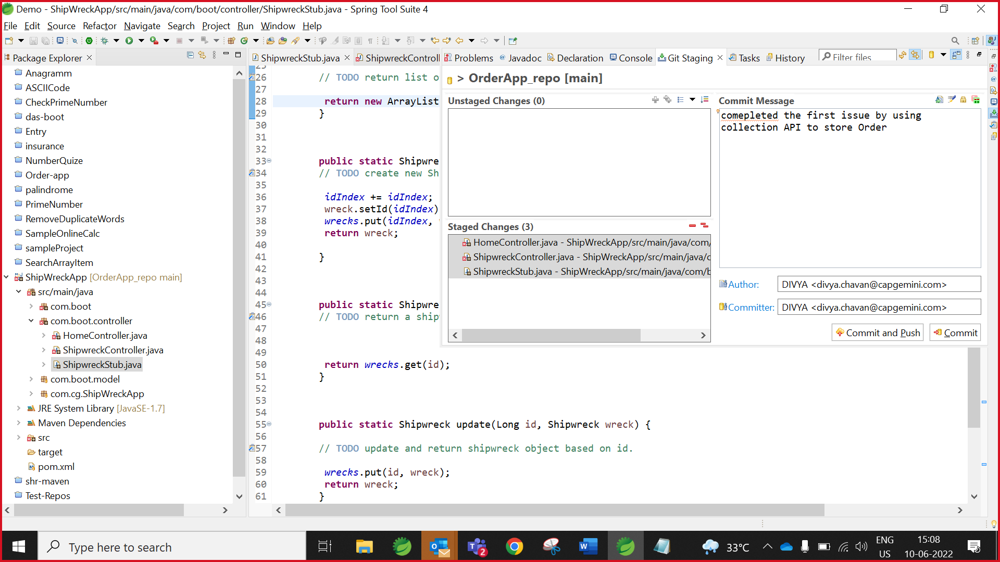 Demo - ShipWreckApp/src/main/java/com/boot/controller/ShipwreckStub.java - Spring Tool Suite 4
File Edit Source Refactor Navigate Search Project Run Window Help
Package Explorer
Anagramm
ASCIICode
CheckPrimeNumber
das-boot
Entry
insurance
NumberQuize
Order-app
palindrome
PrimeNumber
RemoveDuplicateWords
SampleOnlineCalc
sampleProject
SearchArrayItem
ShipWreckApp [OrderApp_repo main]
src/main/java
com.boot
com.boot.controller
HomeController.java
ShipwreckController.java
ShipwreckStub.java
com.boot.model
com.cg.ShipWreckApp
JRE System Library [JavaSE-1.7]
Maven Dependencies
src
target
pom.xml
shr-maven
Test-Repos
ShipwreckStub.java ShipwreckControll
25
26 // TODO return list o
27
28 return new ArrayList
29 }
30
31
32
33 public static Shipwre
34 // TODO create new Sh
35
36 idIndex += idIndex;
37 wreck.setId(idIndex)
38 wrecks.put(idIndex,
39 return wreck;
40
41 }
42
43
44
45 public static Shipwre
46 // TODO return a ship
47
48
49
50 return wrecks.get(id);
51 }
52
53
54
55 public static Shipwreck update(Long id, Shipwreck wreck) {
56
57 // TODO update and return shipwreck object based on id.
58
59 wrecks.put(id, wreck);
60 return wreck;
61 }
Problems Javadoc Declaration Console Git Staging Tasks History Filter files
> OrderApp_repo [main]
Unstaged Changes (0)
Staged Changes (3)
HomeController.java - ShipWreckApp/src/main/java/com/
ShipwreckController.java - ShipWreckApp/src/main/java/c
ShipwreckStub.java - ShipWreckApp/src/main/java/com/b
Commit Message
comepleted the first issue by using
collection API to store Order
Author: DIVYA <divya.chavan@capgemini.com>
Committer: DIVYA <divya.chavan@capgemini.com>
Commit and Push Commit
Type here to search
2
33°C
ENG
US
15:08
10-06-2022